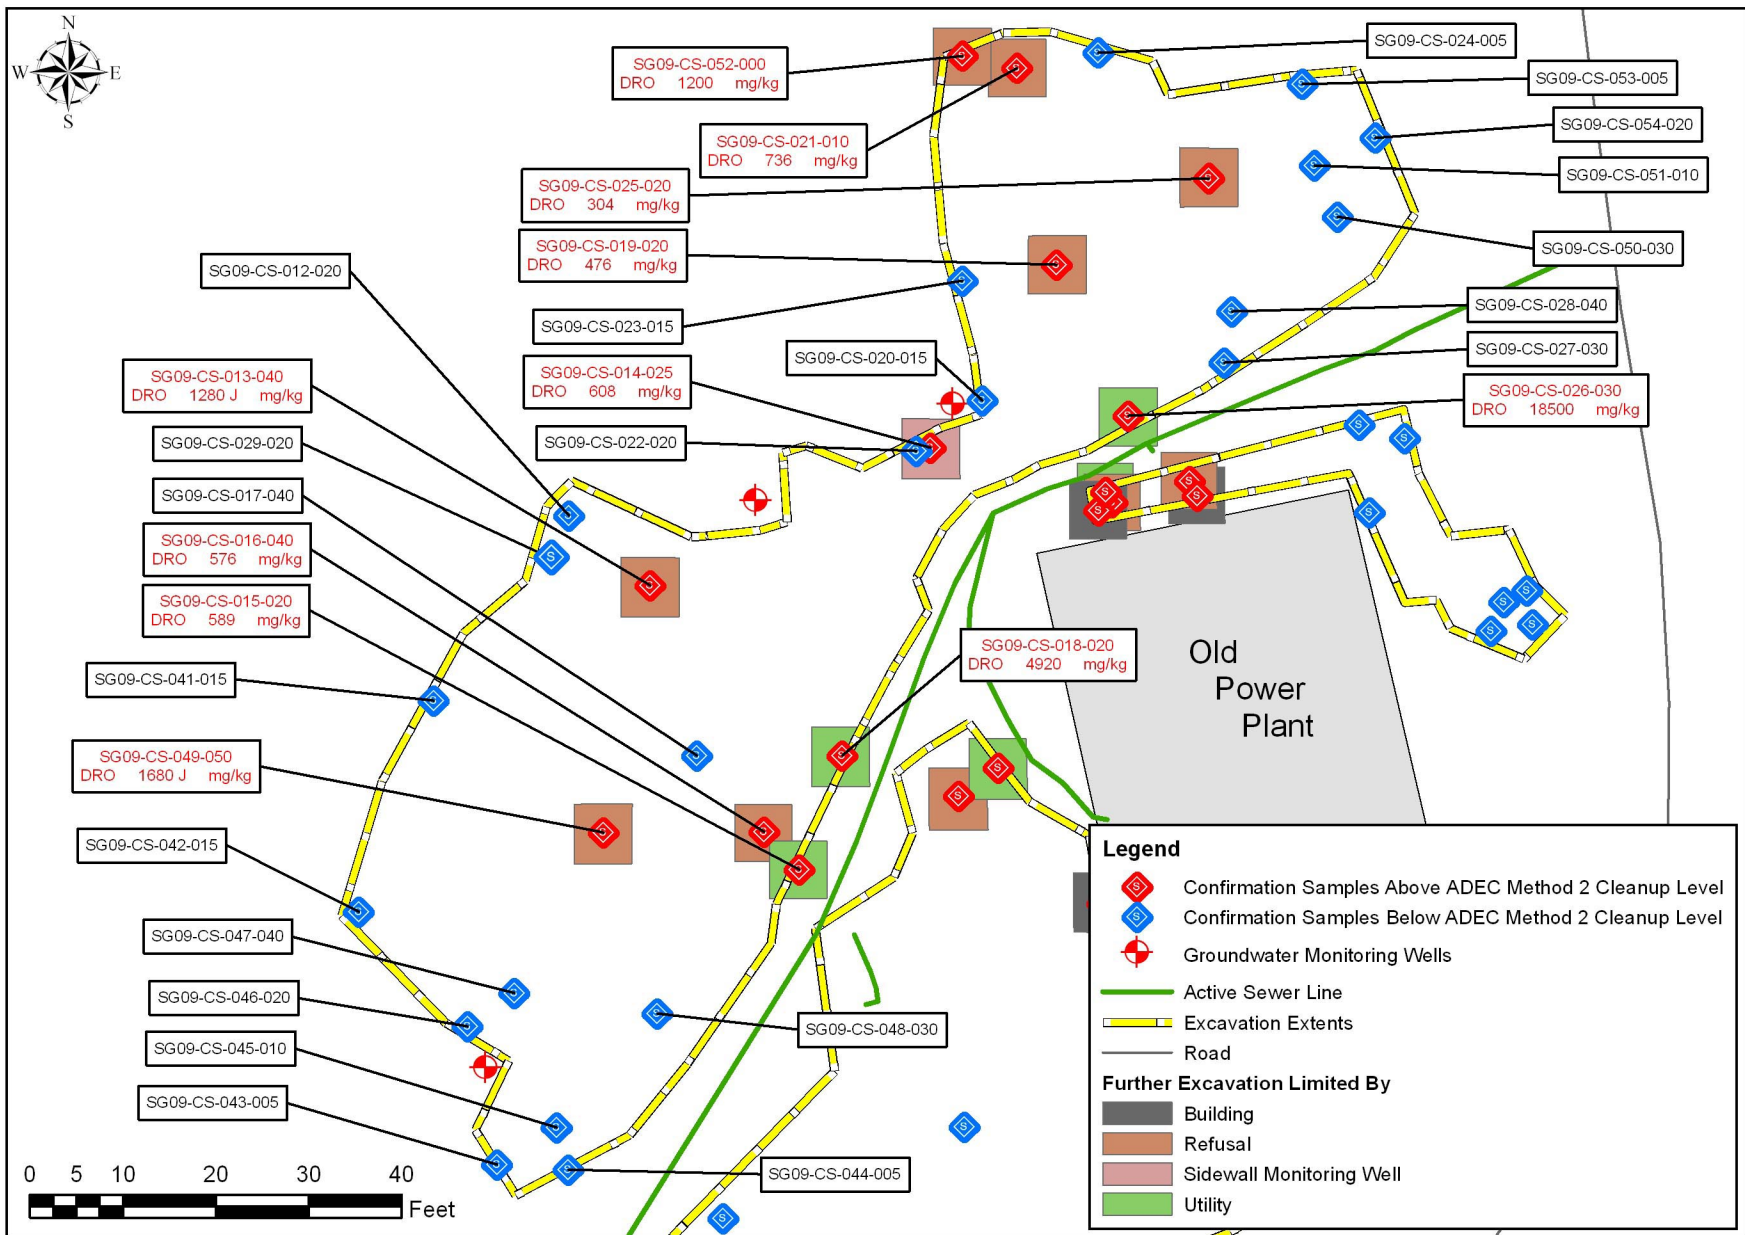 N
W
E
S
SG09-CS-052-000
DRO 1200 mg/kg
SG09-CS-024-005
SG09-CS-053-005
SG09-CS-054-020
SG09-CS-021-010
DRO 736 mg/kg
SG09-CS-051-010
SG09-CS-025-020
DRO 304 mg/kg
SG09-CS-019-020
DRO 476 mg/kg
SG09-CS-050-030
SG09-CS-012-020
SG09-CS-028-040
SG09-CS-023-015
SG09-CS-027-030
SG09-CS-020-015
SG09-CS-014-025
DRO 608 mg/kg
SG09-CS-013-040
DRO 1280 J mg/kg
SG09-CS-026-030
DRO 18500 mg/kg
SG09-CS-029-020
SG09-CS-022-020
SG09-CS-017-040
SG09-CS-016-040
DRO 576 mg/kg
SG09-CS-015-020
DRO 589 mg/kg
SG09-CS-018-020
DRO 4920 mg/kg
Old
Power
Plant
SG09-CS-041-015
SG09-CS-049-050
DRO 1680 J mg/kg
SG09-CS-042-015
SG09-CS-047-040
SG09-CS-046-020
SG09-CS-048-030
SG09-CS-045-010
SG09-CS-043-005
SG09-CS-044-005
0 5 10 20 30 40
Feet
Legend
S Confirmation Samples Above ADEC Method 2 Cleanup Level
S Confirmation Samples Below ADEC Method 2 Cleanup Level
Groundwater Monitoring Wells
Active Sewer Line
Excavation Extents
Road
Further Excavation Limited By
Building
Refusal
Sidewall Monitoring Well
Utility